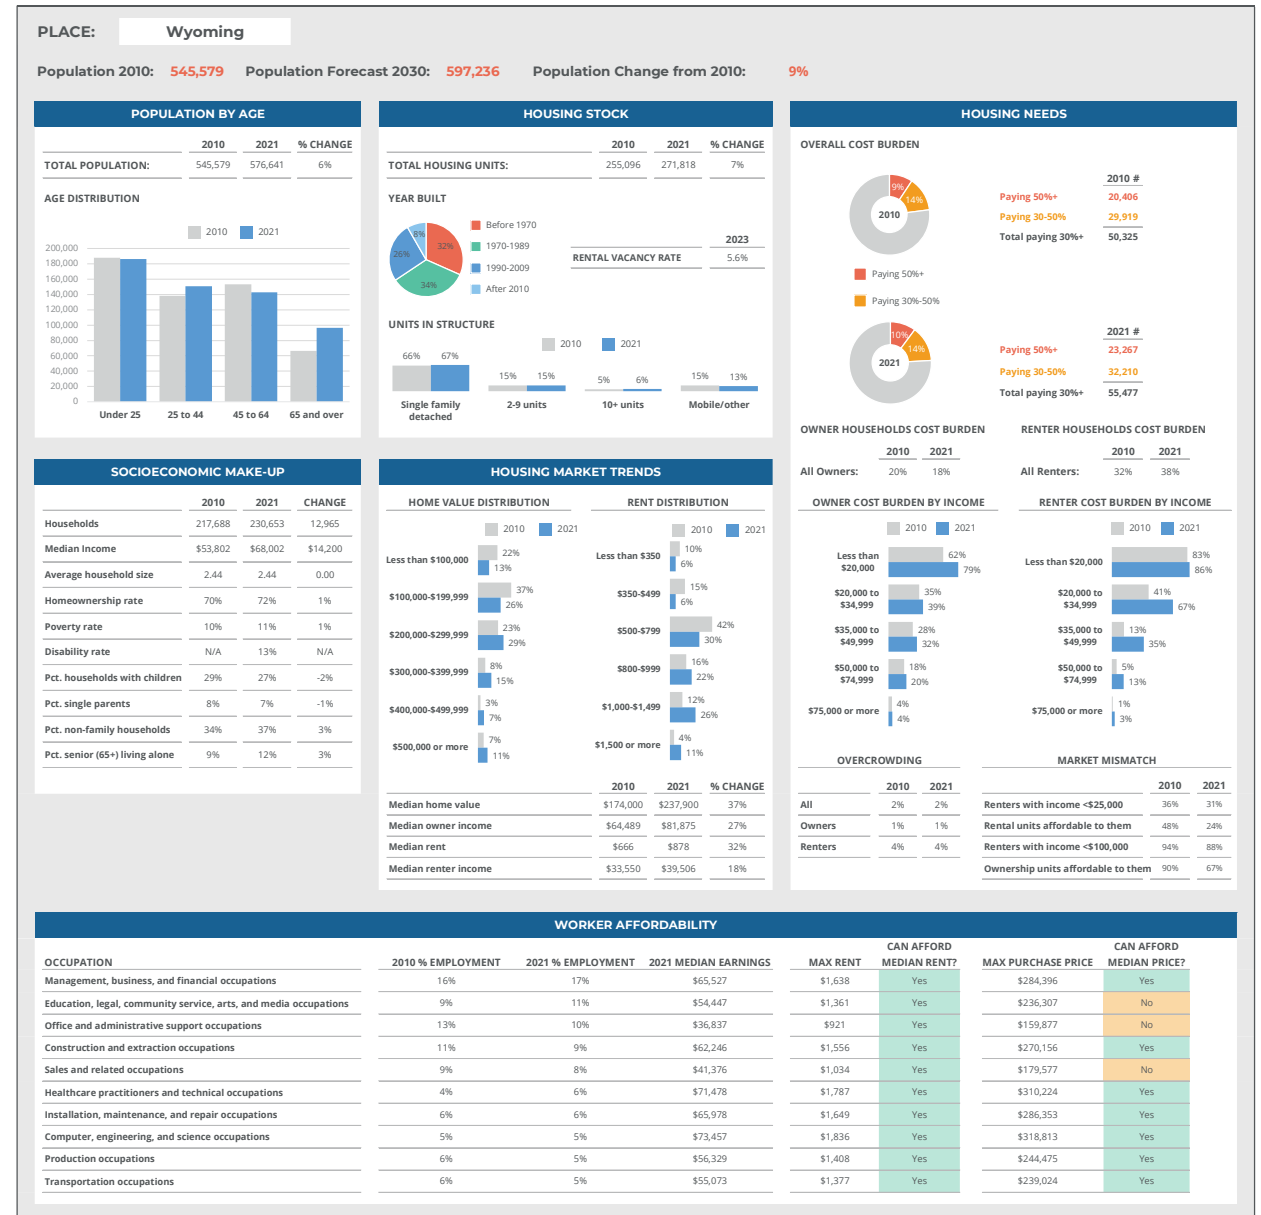 PLACE: Wyoming
Population 2010: 545,579 Population Forecast 2030: 597,236 Population Change from 2010: 9%
POPULATION BY AGE
2010 2021 % CHANGE
TOTAL POPULATION: 545,579 576,641 6%
AGE DISTRIBUTION
2010 2021
200,000
180,000
160,000
140,000
120,000
100,000
80,000
60,000
40,000
20,000
0
Under 25 25 to 44 45 to 64 65 and over
HOUSING STOCK
2010 2021 % CHANGE
TOTAL HOUSING UNITS: 255,096 271,818 7%
YEAR BUILT
8% 32% 26% 34%
Before 1970
1970-1989
1990-2009
After 2010
2023
RENTAL VACANCY RATE 5.6%
UNITS IN STRUCTURE
2010 2021
66% 67% 15% 15% 5% 6% 15% 13%
Single family detached 2-9 units 10+ units Mobile/other
HOUSING NEEDS
OVERALL COST BURDEN
9%
14%
2010
2010 #
Paying 50%+ 20,406
Paying 30-50% 29,919
Total paying 30%+ 50,325
Paying 50%+
Paying 30%-50%
10%
14%
2021
2021 #
Paying 50%+ 23,267
Paying 30-50% 32,210
Total paying 30%+ 55,477
OWNER HOUSEHOLDS COST BURDEN
2010 2021
All Owners: 20% 18%
RENTER HOUSEHOLDS COST BURDEN
2010 2021
All Renters: 32% 38%
OWNER COST BURDEN BY INCOME
2010 2021
Less than $20,000 62% 79%
$20,000 to $34,999 35% 39%
$35,000 to $49,999 28% 32%
$50,000 to $74,999 18% 20%
$75,000 or more 4% 4%
RENTER COST BURDEN BY INCOME
2010 2021
Less than $20,000 83% 86%
$20,000 to $34,999 41% 67%
$35,000 to $49,999 13% 35%
$50,000 to $74,999 5% 13%
$75,000 or more 1% 3%
OVERCROWDING
2010 2021
All 2% 2%
Owners 1% 1%
Renters 4% 4%
MARKET MISMATCH
2010 2021
Renters with income <$25,000 36% 31%
Rental units affordable to them 48% 24%
Renters with income <$100,000 94% 88%
Ownership units affordable to them 90% 67%
SOCIOECONOMIC MAKE-UP
2010 2021 CHANGE
Households 217,688 230,653 12,965
Median Income $53,802 $68,002 $14,200
Average household size 2.44 2.44 0.00
Homeownership rate 70% 72% 1%
Poverty rate 10% 11% 1%
Disability rate N/A 13% N/A
Pct. households with children 29% 27% -2%
Pct. single parents 8% 7% -1%
Pct. non-family households 34% 37% 3%
Pct. senior (65+) living alone 9% 12% 3%
HOUSING MARKET TRENDS
HOME VALUE DISTRIBUTION
2010 2021
Less than $100,000 22% 13%
$100,000-$199,999 37% 26%
$200,000-$299,999 23% 29%
$300,000-$399,999 8% 15%
$400,000-$499,999 3% 7%
$500,000 or more 7% 11%
RENT DISTRIBUTION
2010 2021
Less than $350 10% 6%
$350-$499 15% 6%
$500-$799 42% 30%
$800-$999 16% 22%
$1,000-$1,499 12% 26%
$1,500 or more 4% 11%
2010 2021 % CHANGE
Median home value $174,000 $237,900 37%
Median owner income $64,489 $81,875 27%
Median rent $666 $878 32%
Median renter income $33,550 $39,506 18%
WORKER AFFORDABILITY
OCCUPATION 2010 % EMPLOYMENT 2021 % EMPLOYMENT 2021 MEDIAN EARNINGS MAX RENT CAN AFFORD MEDIAN RENT? MAX PURCHASE PRICE CAN AFFORD MEDIAN PRICE?
Management, business, and financial occupations 16% 17% $65,527 $1,638 Yes $284,396 Yes
Education, legal, community service, arts, and media occupations 9% 11% $54,447 $1,361 Yes $236,307 No
Office and administrative support occupations 13% 10% $36,837 $921 Yes $159,877 No
Construction and extraction occupations 11% 9% $62,246 $1,556 Yes $270,156 Yes
Sales and related occupations 9% 8% $41,376 $1,034 Yes $179,577 No
Healthcare practitioners and technical occupations 4% 6% $71,478 $1,787 Yes $310,224 Yes
Installation, maintenance, and repair occupations 6% 6% $65,978 $1,649 Yes $286,353 Yes
Computer, engineering, and science occupations 5% 5% $73,457 $1,836 Yes $318,813 Yes
Production occupations 6% 5% $56,329 $1,408 Yes $244,475 Yes
Transportation occupations 6% 5% $55,073 $1,377 Yes $239,024 Yes